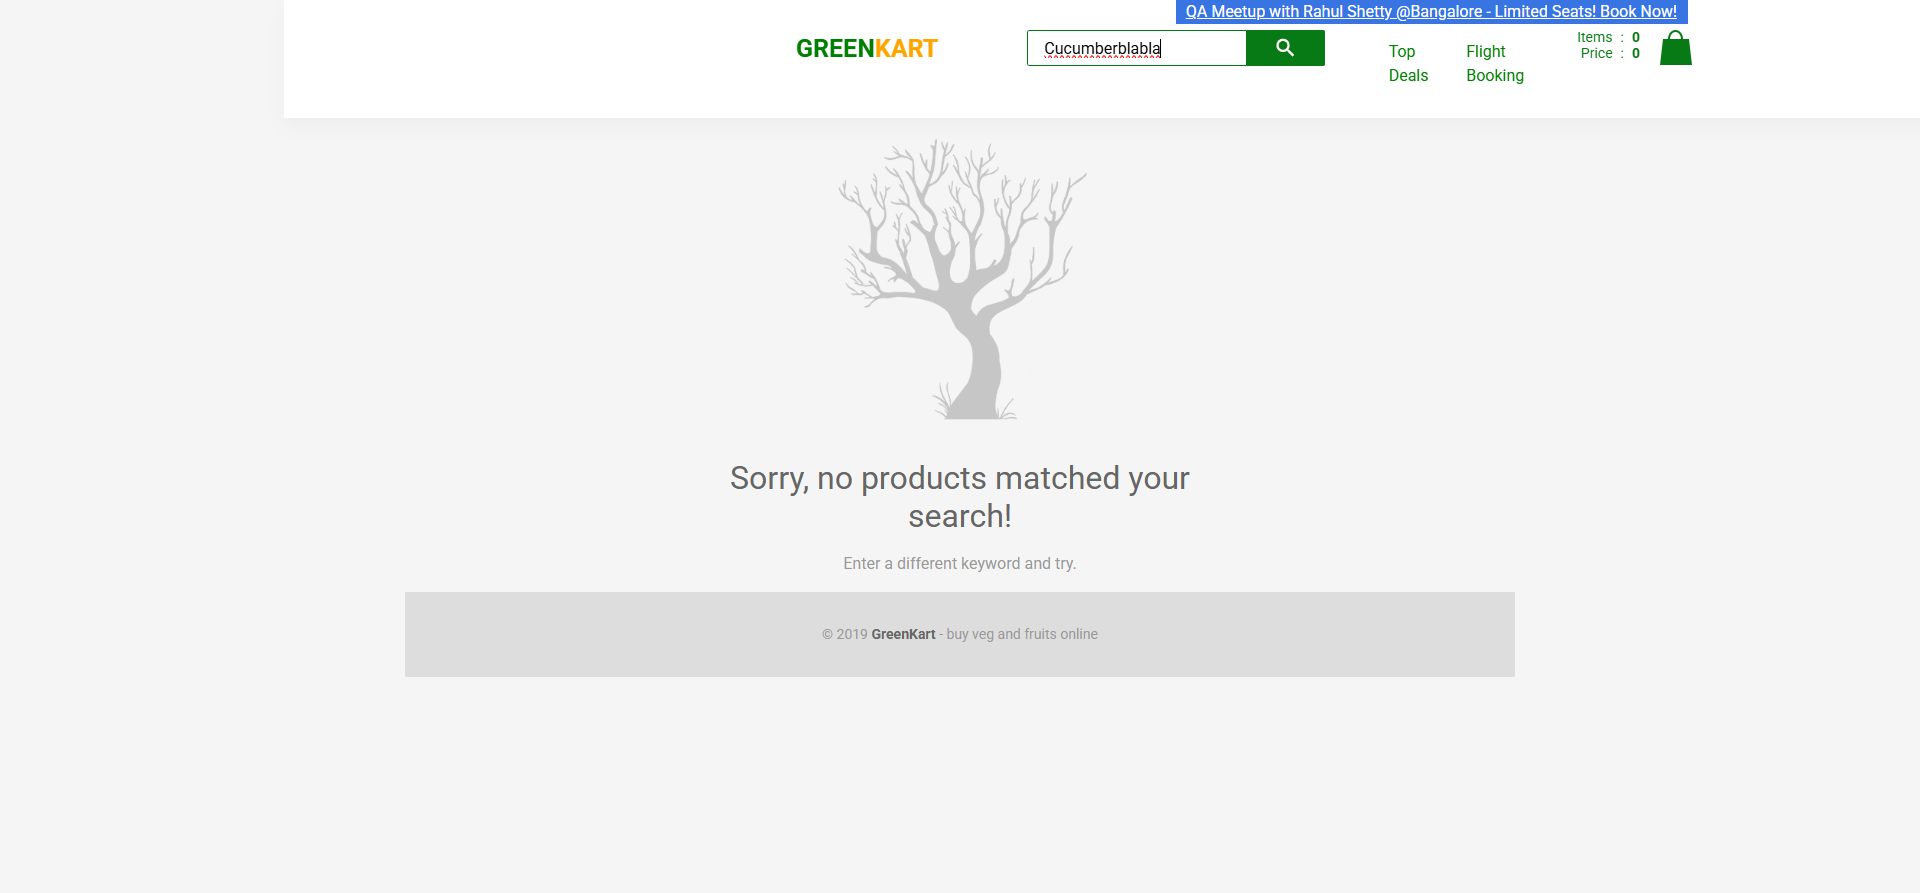 QA Meetup with Rahul Shetty @Bangalore - Limited Seats! Book Now!
GREENKART
Cucumberblabla
Top Deals
Flight Booking
Items : 0
Price : 0
Sorry, no products matched your
search!
Enter a different keyword and try.
© 2019 GreenKart - buy veg and fruits online